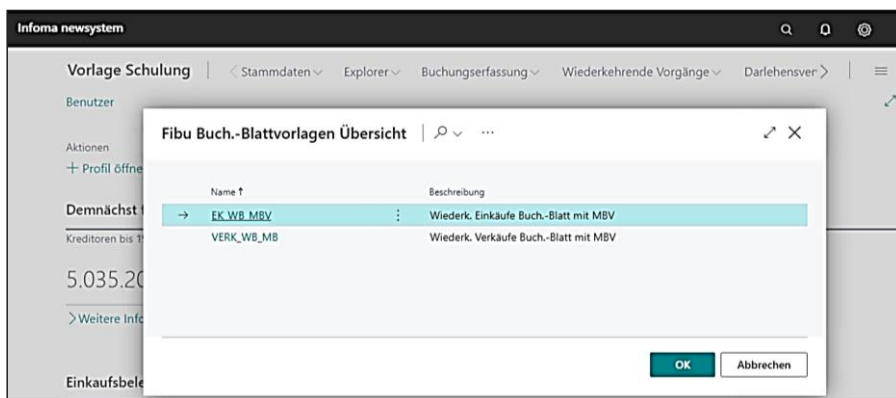 Infoma newsystem
Vorlage Schulung Stammdaten Explorer Buchungserfassung Wiederkehrende Vorgänge Darlehensver
Benutzer
Fibu Buch.-Blattvorlagen Übersicht
Aktionen
+ Profil öffne
Name ↑ Beschreibung
Demnächst
→ EK_WB_MBV Wiederk. Einkäufe Buch.-Blatt mit MBV
Kreditoren bis
VERK_WB_MB Wiederk. Verkäufe Buch.-Blatt mit MBV
5.035.20
>Weitere Info
OK Abbrechen
Einkaufsbele